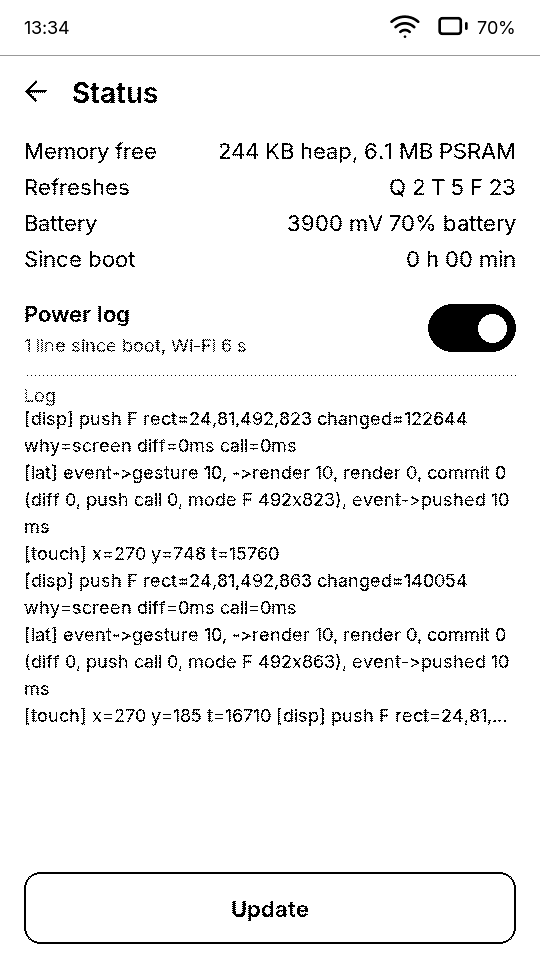 13:34 70%
Status
Memory free 244 KB heap, 6.1 MB PSRAM
Refreshes Q 2 T 5 F 23
Battery 3900 mV 70% battery
Since boot 0 h 00 min
Power log
1 line since boot, Wi-Fi 6 s
Log
[disp] push F rect=24,81,492,823 changed=122644
why=screen diff=0ms call=0ms
[lat] event->gesture 10, ->render 10, render 0, commit 0
(diff 0, push call 0, mode F 492x823), event->pushed 10
ms
[touch] x=270 y=748 t=15760
[disp] push F rect=24,81,492,863 changed=140054
why=screen diff=0ms call=0ms
[lat] event->gesture 10, ->render 10, render 0, commit 0
(diff 0, push call 0, mode F 492x863), event->pushed 10
ms
[touch] x=270 y=185 t=16710 [disp] push F rect=24,81,...
Update